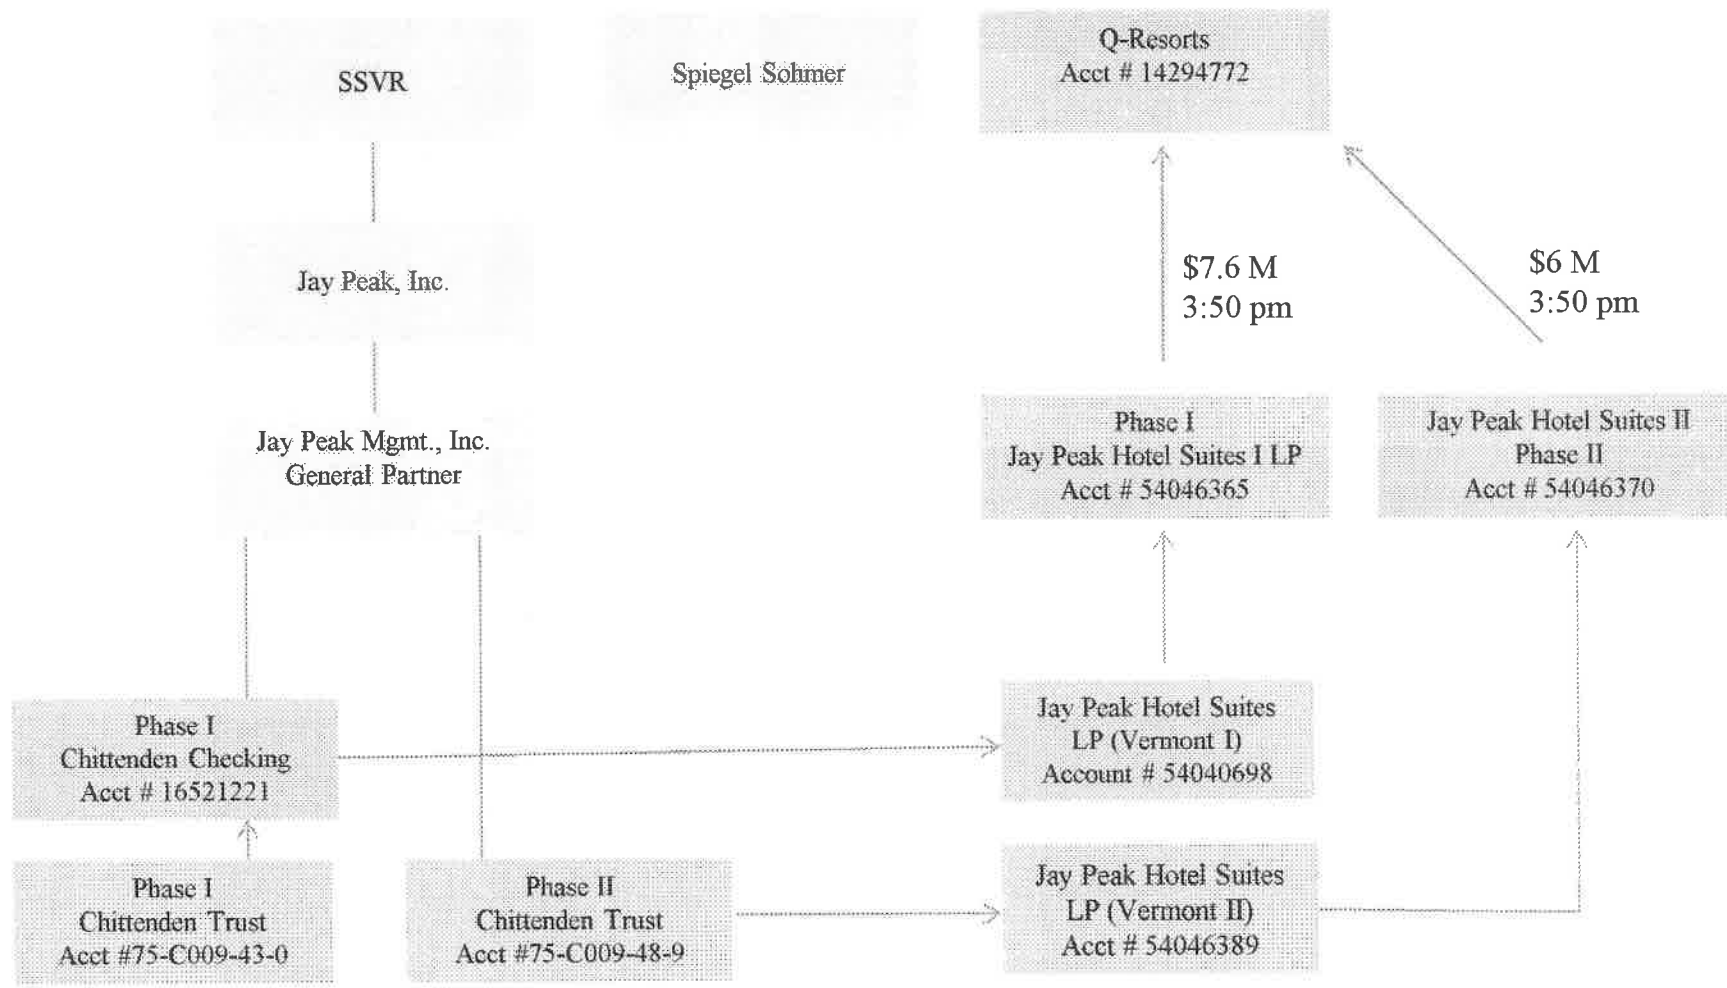 SSVR
Spiegel Sohmer
Q-Resorts
Acct # 14294772
Jay Peak, Inc.
$7.6 M
3:50 pm
$6 M
3:50 pm
Jay Peak Mgmt., Inc.
General Partner
Phase I
Jay Peak Hotel Suites I LP
Acct # 54046365
Jay Peak Hotel Suites II
Phase II
Acct # 54046370
Phase I
Chittenden Checking
Acct # 16521221
Jay Peak Hotel Suites
LP (Vermont I)
Account # 54040698
Phase I
Chittenden Trust
Acct #75-C009-43-0
Phase II
Chittenden Trust
Acct #75-C009-48-9
Jay Peak Hotel Suites
LP (Vermont II)
Acct # 54046389